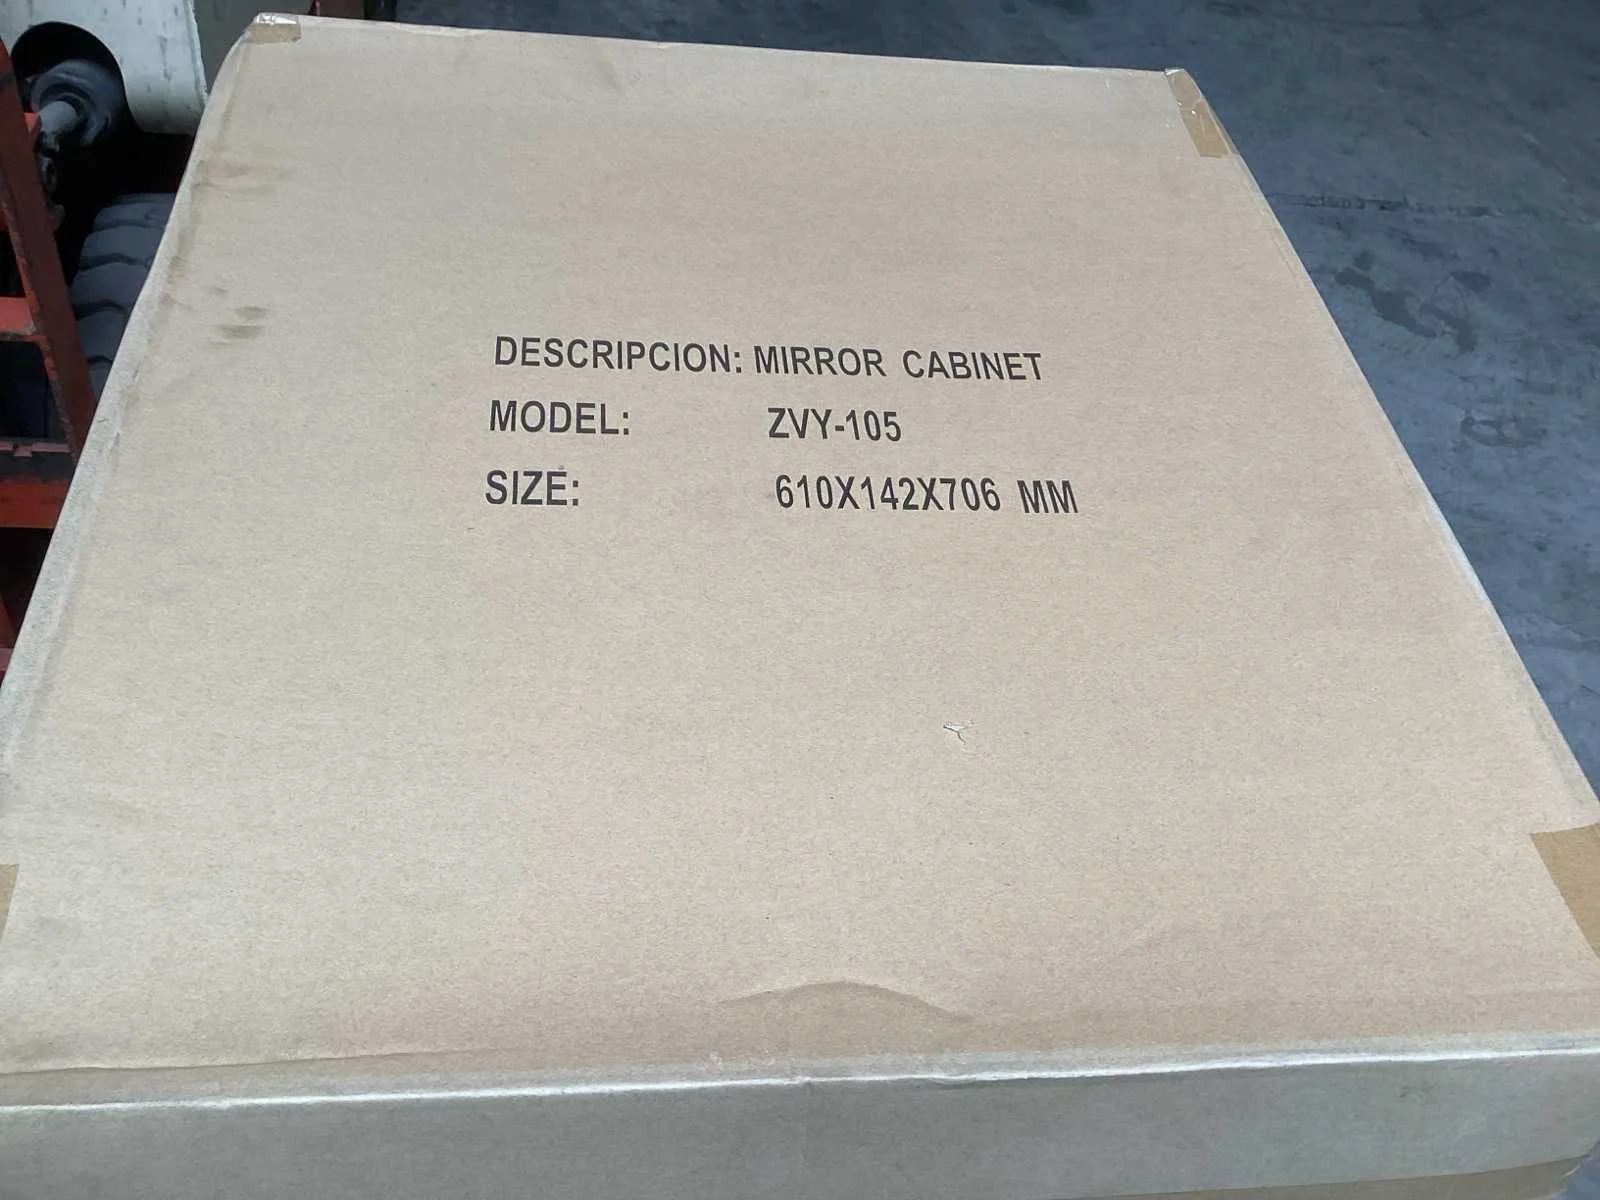 DESCRIPCION: MIRROR CABINET
MODEL: ZVY-105
SIZE: 610X142X706 MM